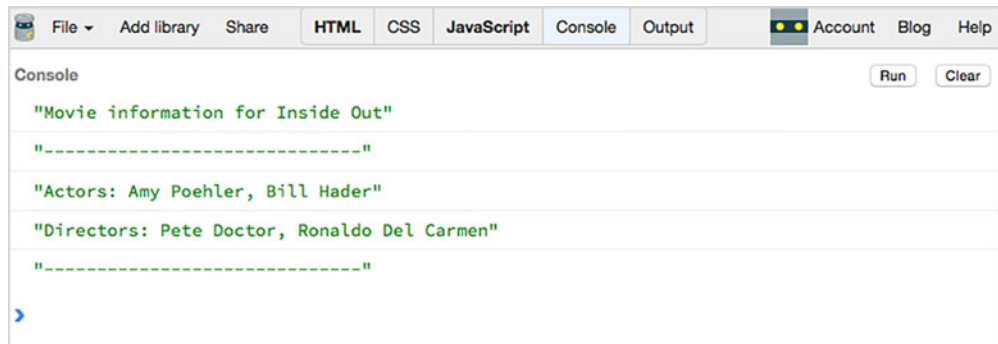 File Add library Share HTML CSS JavaScript Console Output Account Blog Help
Console Run Clear
"Movie information for Inside Out"
"------------------------------"
"Actors: Amy Poehler, Bill Hader"
"Directors: Pete Doctor, Ronaldo Del Carmen"
"------------------------------"